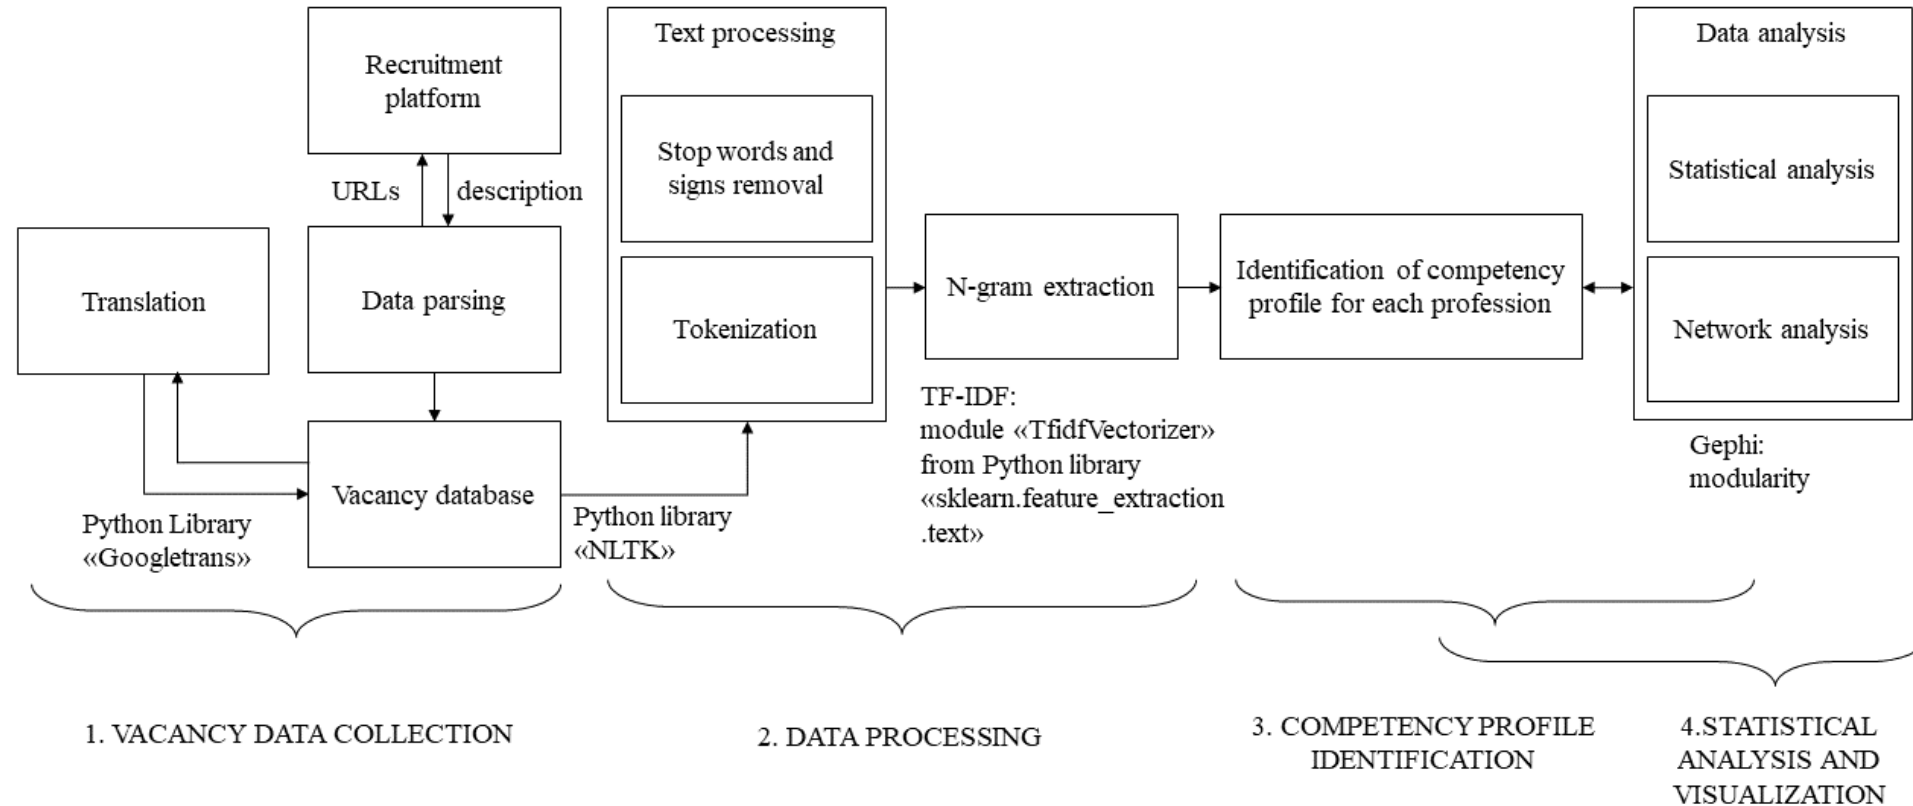 Recruitment
platform
URLs
description
Translation
Data parsing
Vacancy database
Python Library
«Googletrans»
Python library
«NLTK»
Text processing
Stop words and
signs removal
Tokenization
N-gram extraction
TF-IDF:
module «TfidfVectorizer»
from Python library
«sklearn.feature_extraction
.text»
Identification of competency
profile for each profession
Data analysis
Statistical analysis
Network analysis
Gephi:
modularity
1. VACANCY DATA COLLECTION
2. DATA PROCESSING
3. COMPETENCY PROFILE
IDENTIFICATION
4.STATISTICAL
ANALYSIS AND
VISUALIZATION